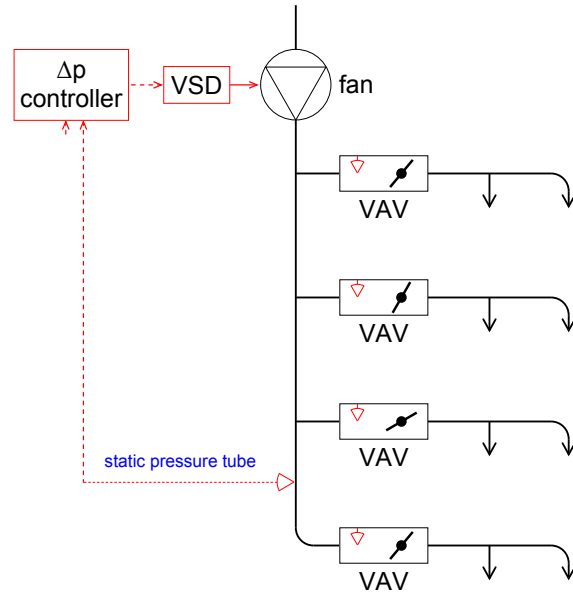 Δp
controller
VSD
fan
VAV
VAV
VAV
static pressure tube
VAV